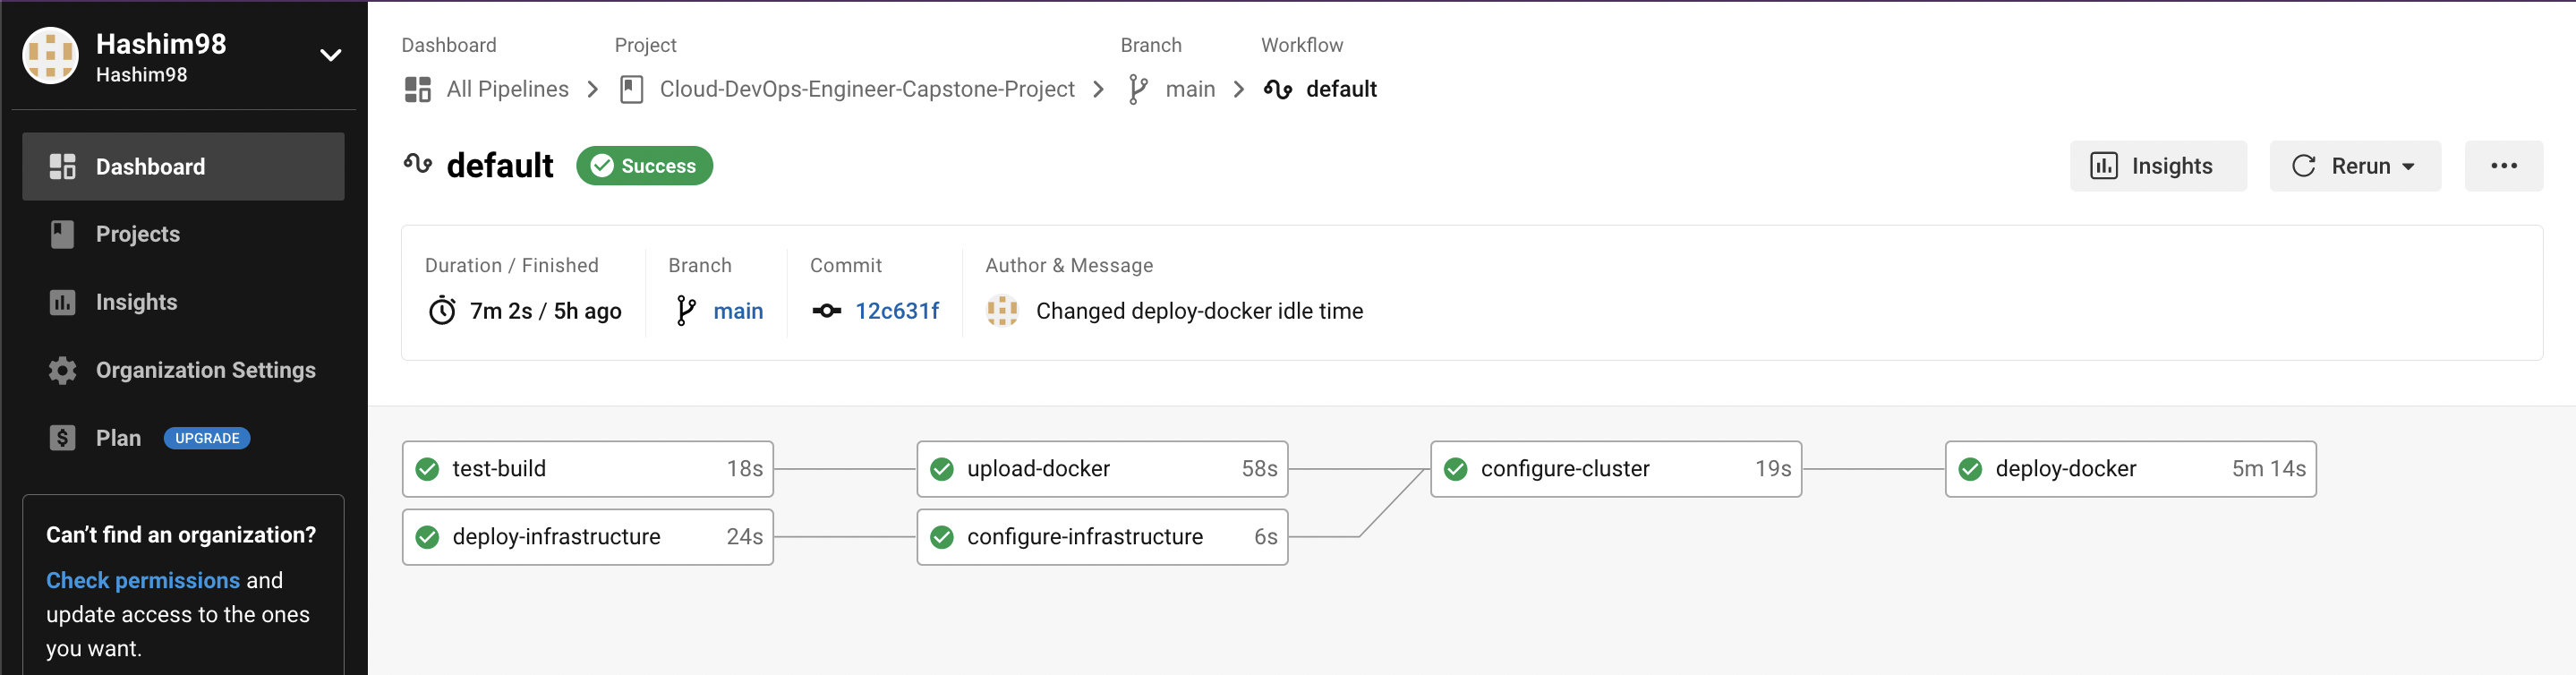 Hashim98
Hashim98
Dashboard
Projects
Insights
Organization Settings
Plan UPGRADE
Can’t find an organization?
Check permissions and
update access to the ones
you want.
Dashboard Project Branch Workflow
All Pipelines Cloud-DevOps-Engineer-Capstone-Project main default
default Success Insights Rerun
Duration / Finished Branch Commit Author & Message
7m 2s / 5h ago main 12c631f Changed deploy-docker idle time
test-build 18s upload-docker 58s configure-cluster 19s deploy-docker 5m 14s
deploy-infrastructure 24s configure-infrastructure 6s